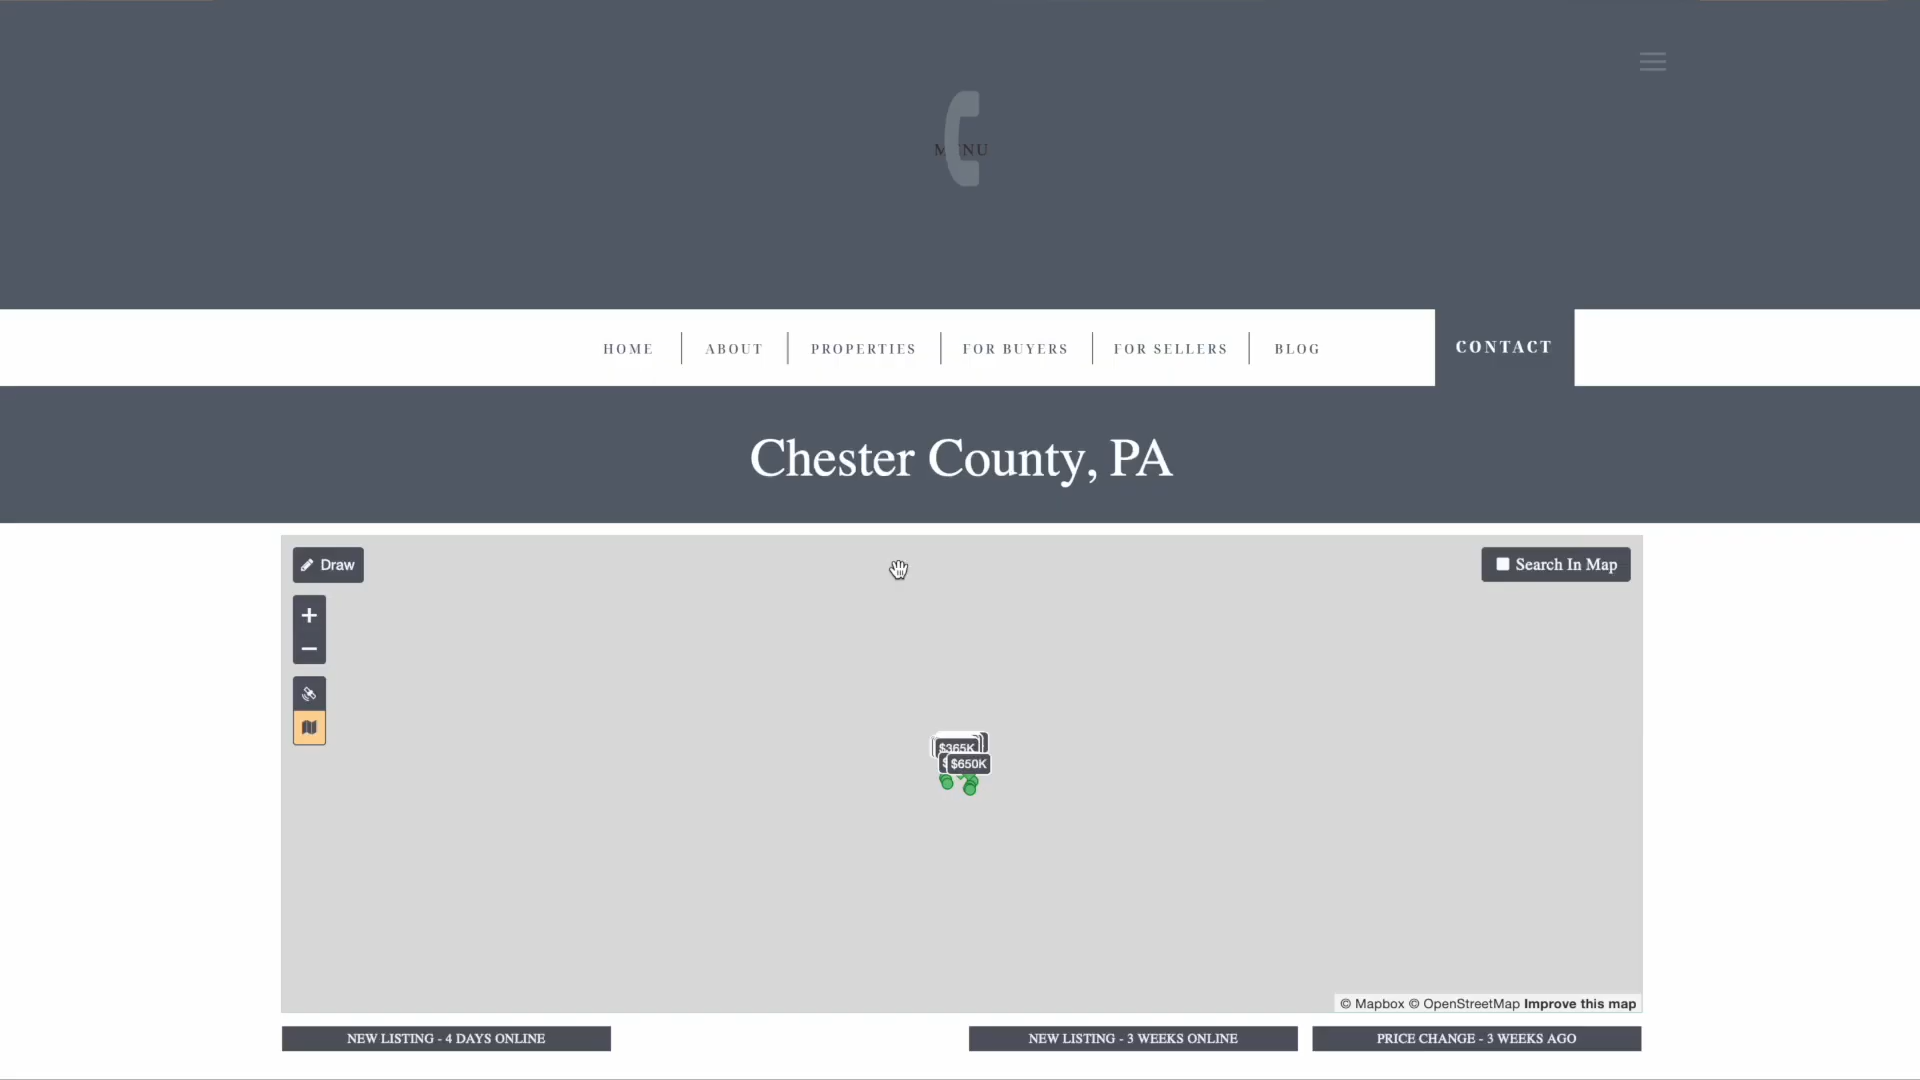 MENU
HOME
ABOUT
PROPERTIES
FOR BUYERS
FOR SELLERS
BLOG
CONTACT
Chester County, PA
Draw
Search In Map
+
−
$365K
$650K
© Mapbox © OpenStreetMap Improve this map
NEW LISTING - 4 DAYS ONLINE
NEW LISTING - 3 WEEKS ONLINE
PRICE CHANGE - 3 WEEKS AGO